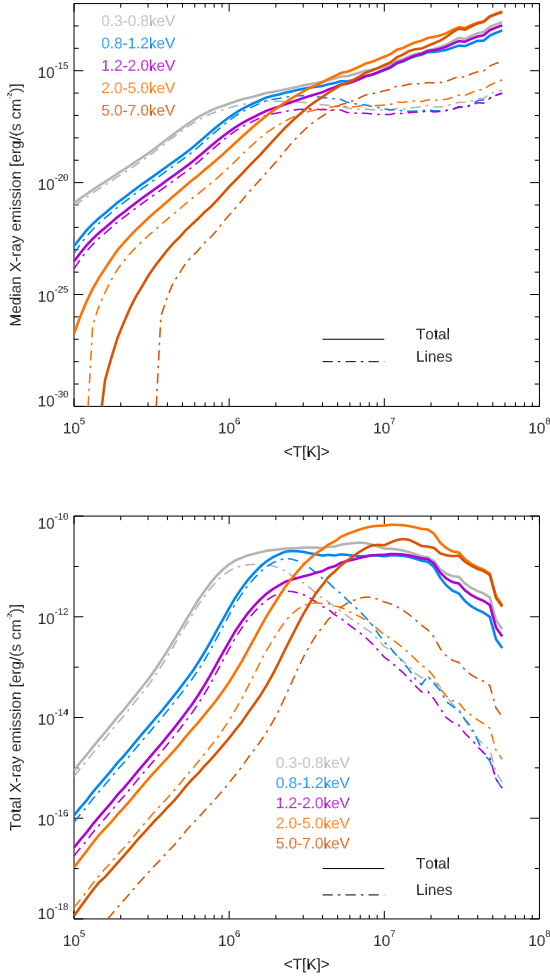 0.3-0.8keV
0.8-1.2keV
1.2-2.0keV
2.0-5.0keV
5.0-7.0keV
Median X-ray emission [erg/(s cm⁻²)]
10⁻¹⁵
10⁻²⁰
10⁻²⁵
10⁻³⁰
Total
Lines
10⁵ 10⁶ 10⁷ 10⁸
<T[K]>
Total X-ray emission [erg/(s cm⁻²)]
10⁻¹⁰
10⁻¹²
10⁻¹⁴
10⁻¹⁶
10⁻¹⁸
0.3-0.8keV
0.8-1.2keV
1.2-2.0keV
2.0-5.0keV
5.0-7.0keV
Total
Lines
10⁵ 10⁶ 10⁷ 10⁸
<T[K]>